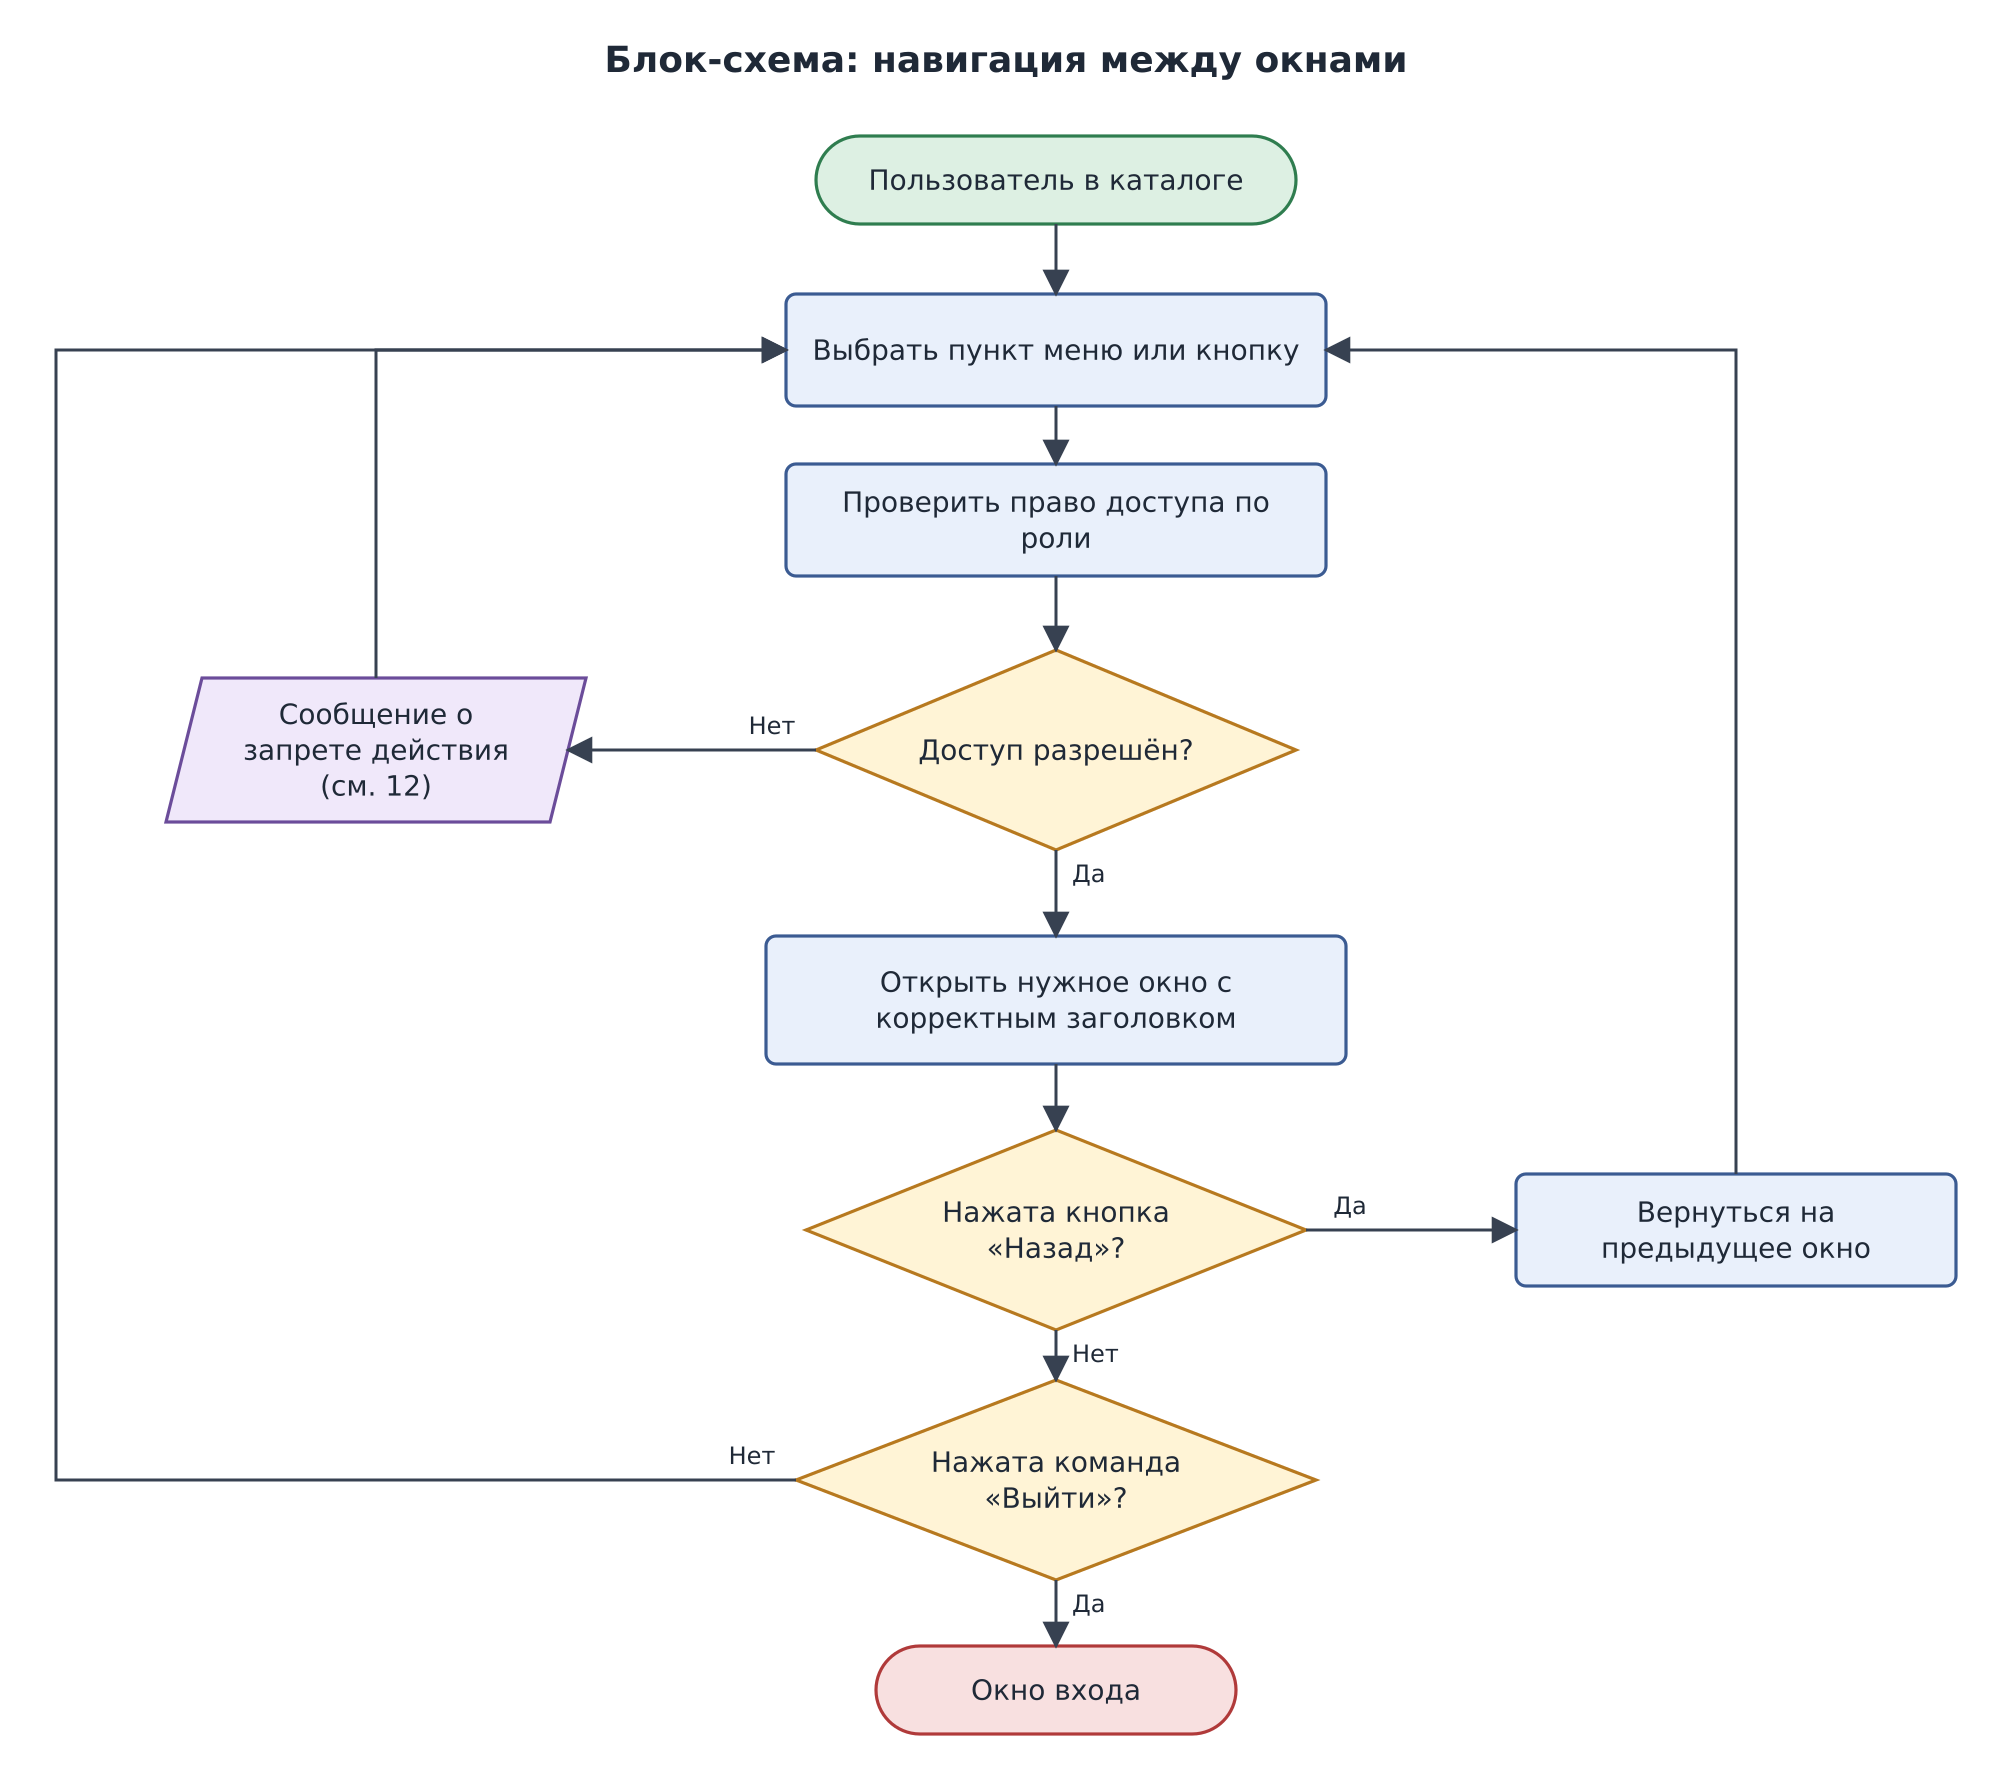 Блок-схема: навигация между окнами
Пользователь в каталоге
Выбрать пункт меню или кнопку
Проверить право доступа по
роли
Сообщение о
запрете действия
(см. 12)
Нет
Доступ разрешён?
Да
Открыть нужное окно с
корректным заголовком
Нажата кнопка
«Назад»?
Да
Вернуться на
предыдущее окно
Нет
Нет
Нажата команда
«Выйти»?
Да
Окно входа